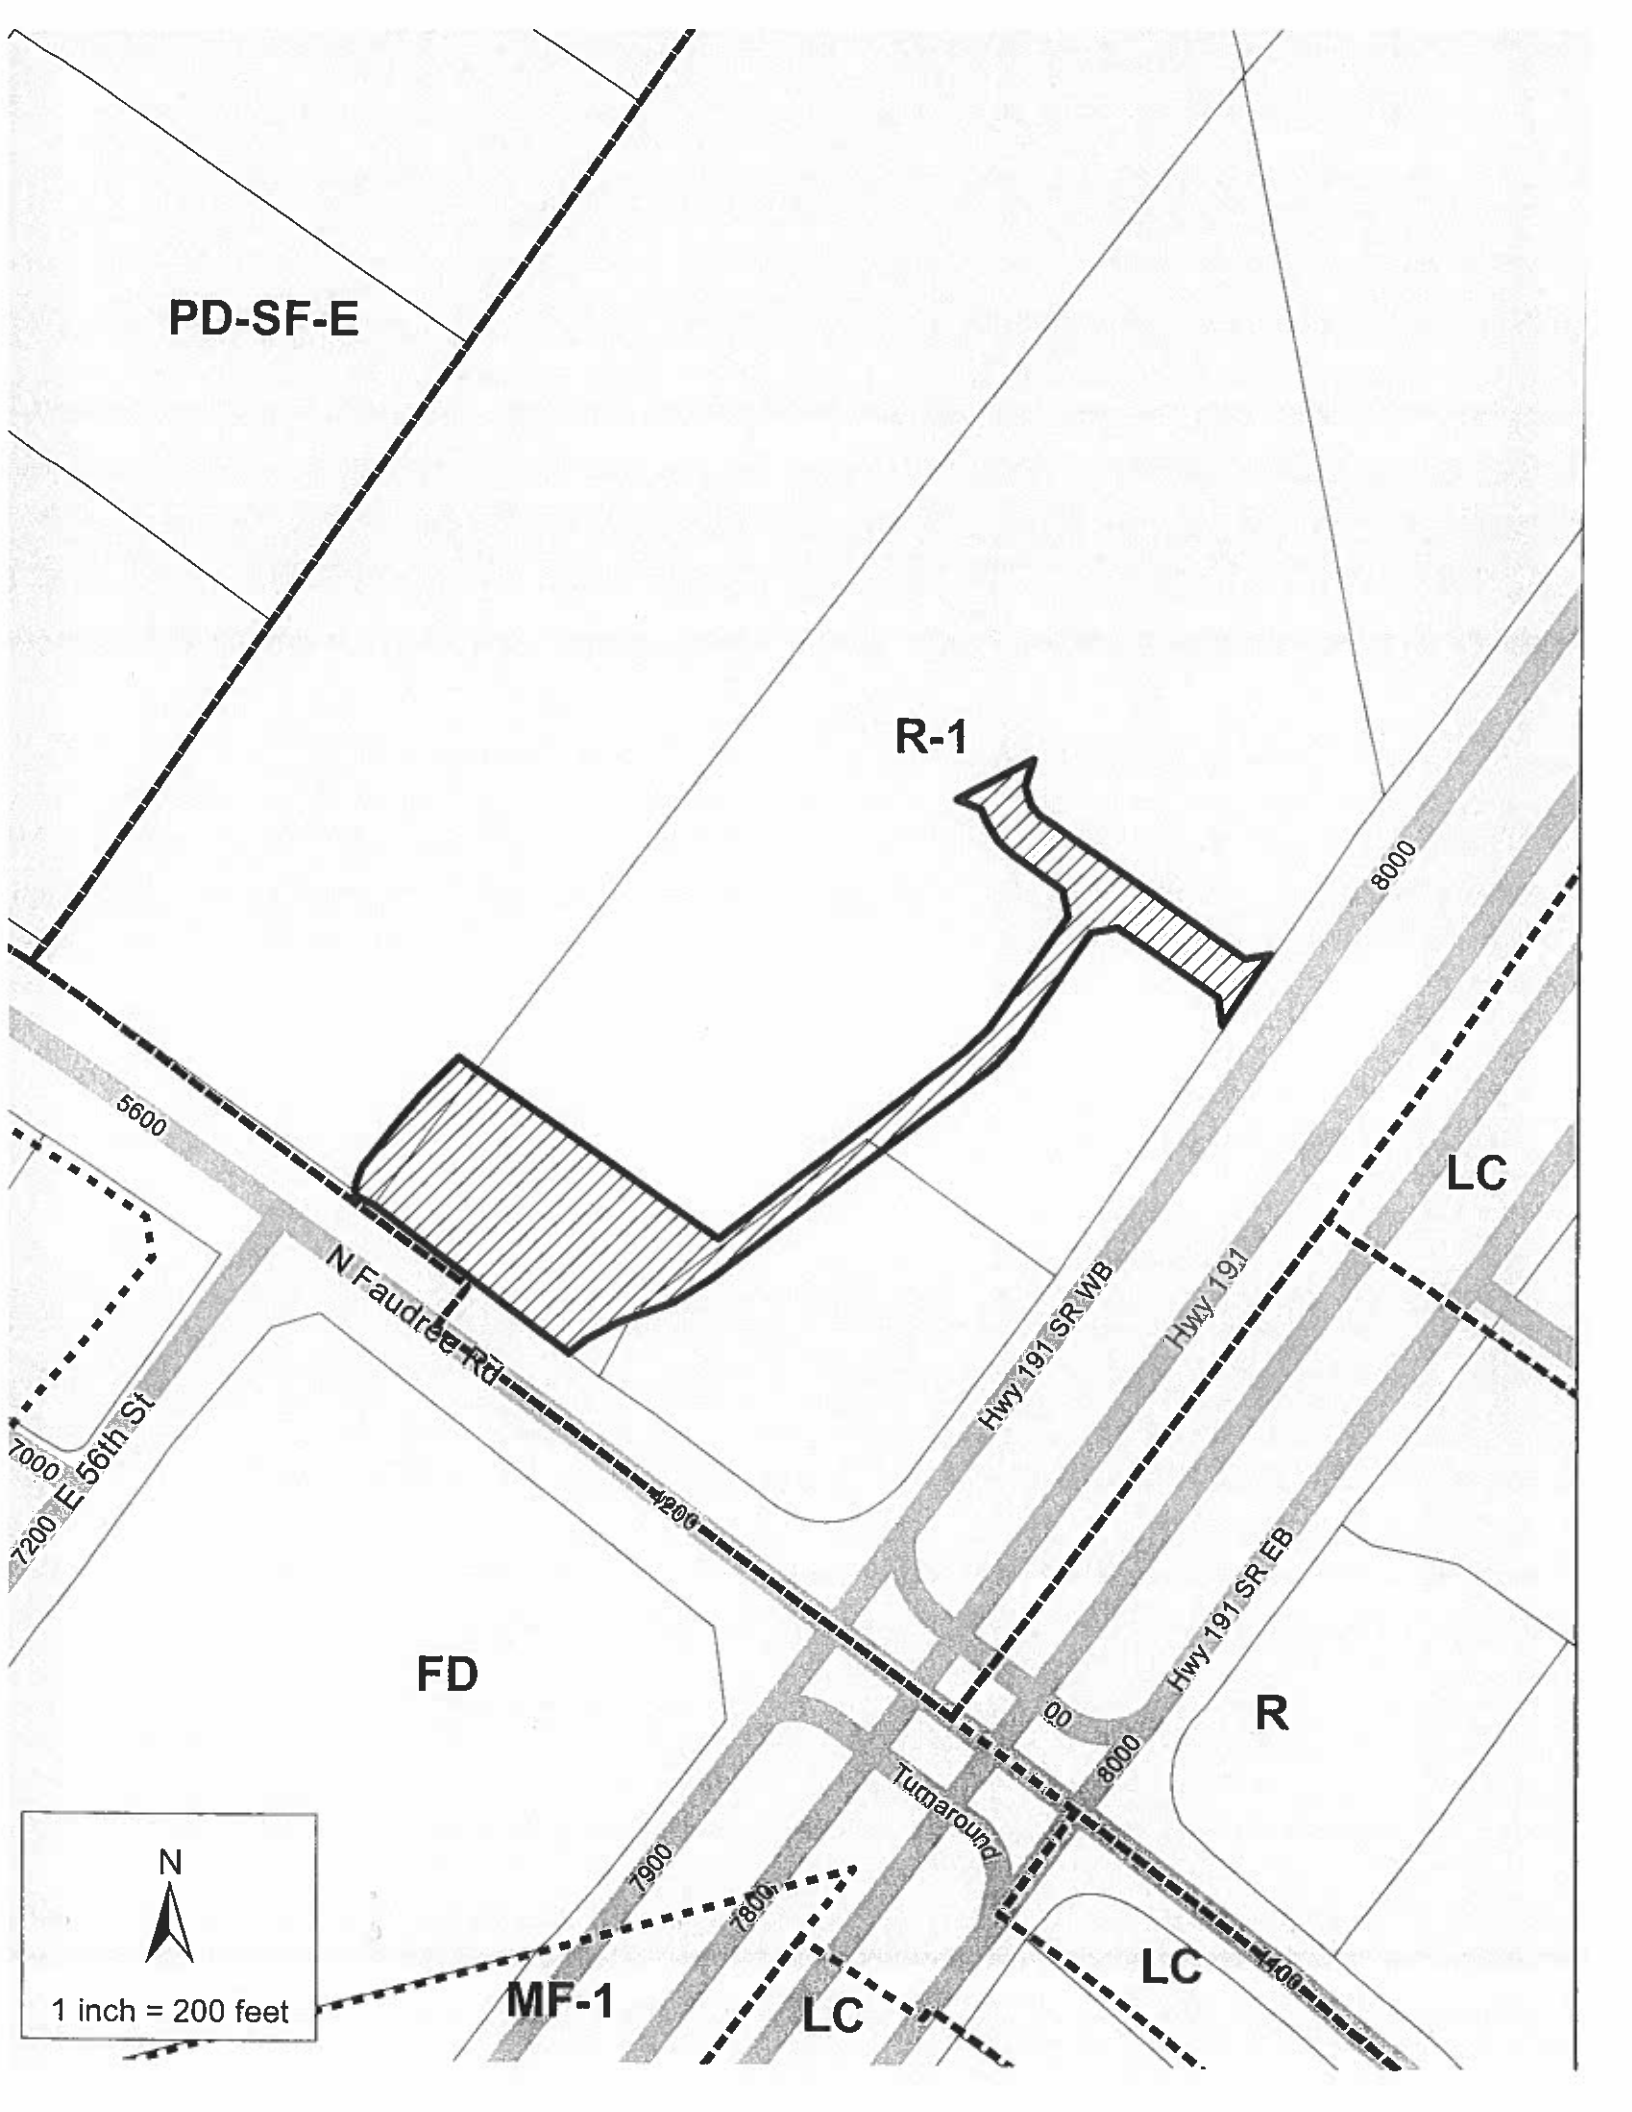 PD-SF-E
R-1
8000
5600
LC
N Faudree Rd
Hwy 191 SR WB
Hwy 191
E 56th St
7000
7200
4200
Hwy 191 SR EB
FD
R
00
8000
Turnaround
7900
7800
N
1 inch = 200 feet
MF-1
LC
LC